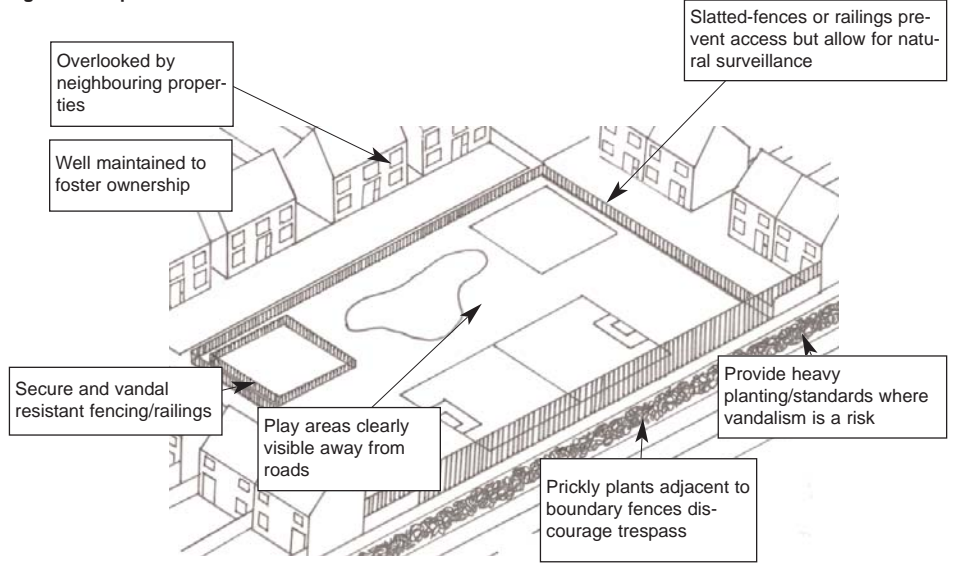 Slatted-fences or railings pre-
vent access but allow for natu-
ral surveillance
Overlooked by
neighbouring proper-
ties
Well maintained to
foster ownership
Secure and vandal
resistant fencing/railings
Play areas clearly
visible away from
roads
Provide heavy
planting/standards where
vandalism is a risk
Prickly plants adjacent to
boundary fences dis-
courage trespass